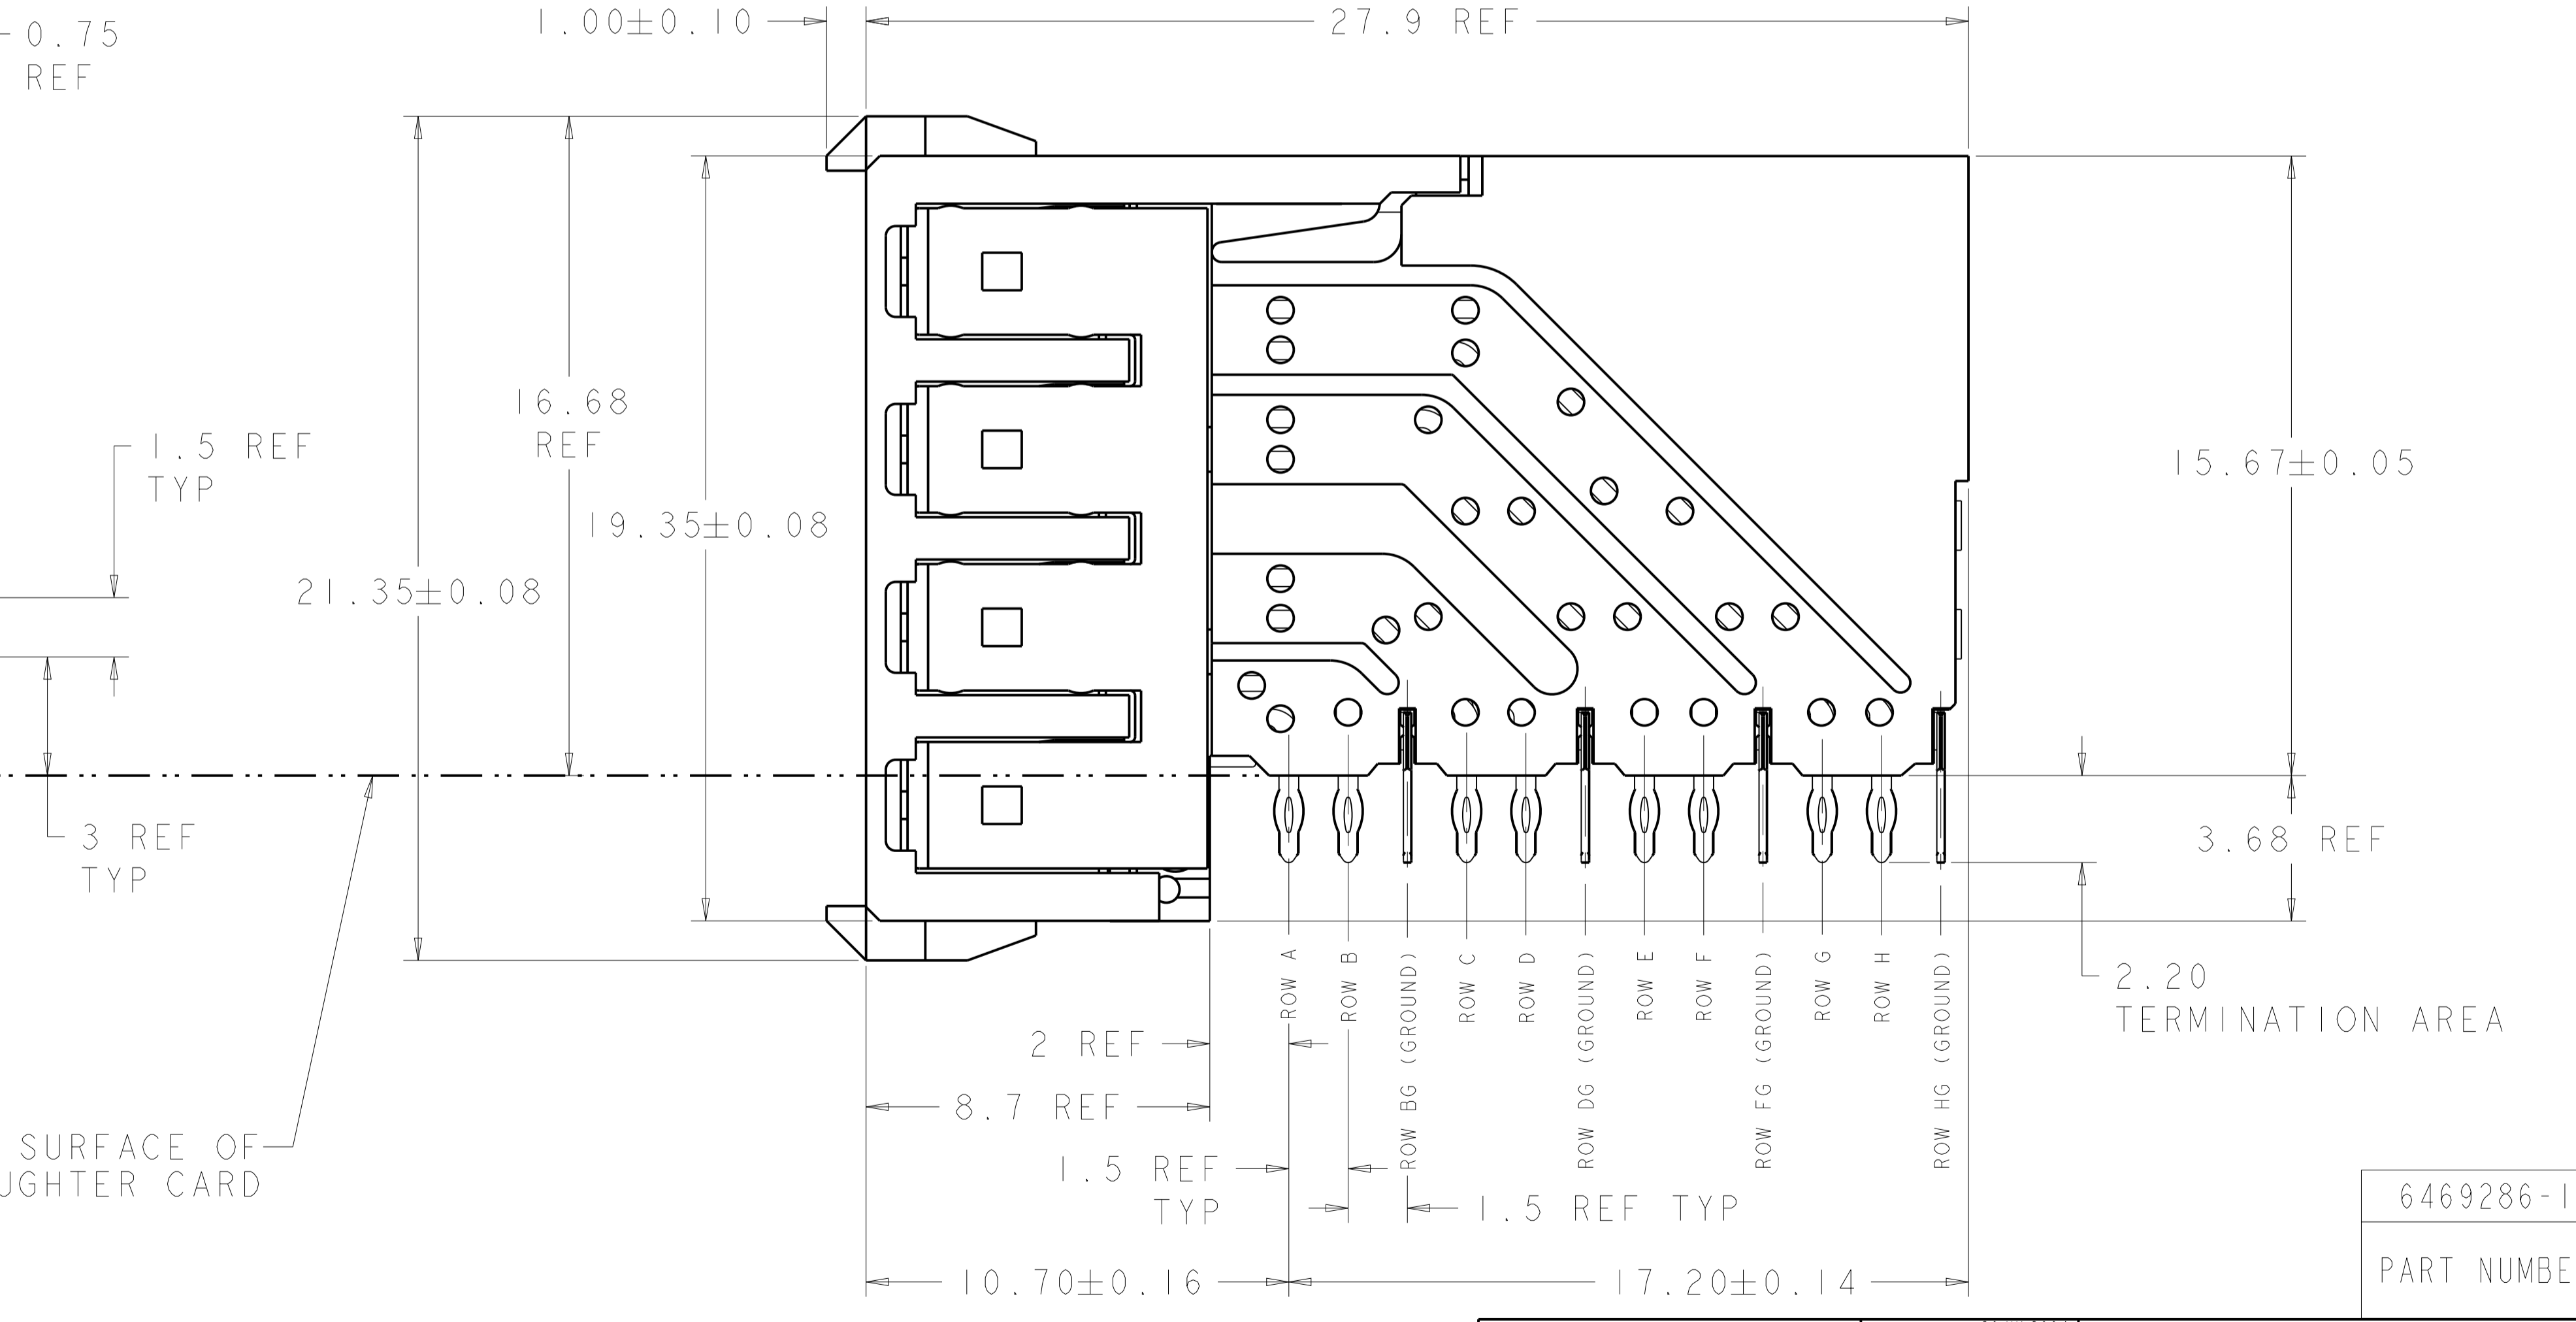 0.75
REF
1.00±0.10
27.9 REF
16.68
REF
1.5 REF
TYP
15.67±0.05
19.35±0.08
21.35±0.08
3 REF
TYP
3.68 REF
ROW A
ROW B
ROW BG (GROUND)
ROW C
ROW D
ROW DG (GROUND)
ROW E
ROW F
ROW FG (GROUND)
ROW G
ROW H
ROW HG (GROUND)
2.20
TERMINATION AREA
2 REF
8.7 REF
SURFACE OF
UGHTER CARD
1.5 REF
TYP
1.5 REF TYP
6469286-1
10.70±0.16
17.20±0.14
PART NUMBE